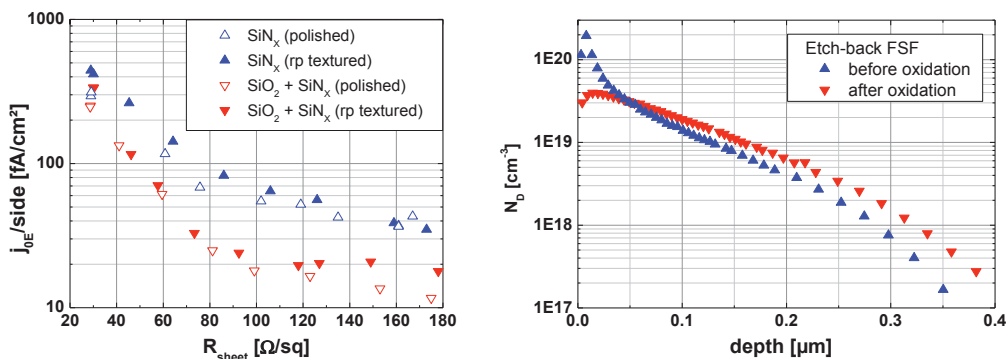 1000
100
10
j0E/side [fA/cm²]
20 40 60 80 100 120 140 160 180
Rsheet [Ω/sq]
SiNX (polished)
SiNX (rp textured)
SiO2 + SiNX (polished)
SiO2 + SiNX (rp textured)
1E20
1E19
1E18
1E17
ND [cm-3]
0.0 0.1 0.2 0.3 0.4
depth [µm]
Etch-back FSF
before oxidation
after oxidation